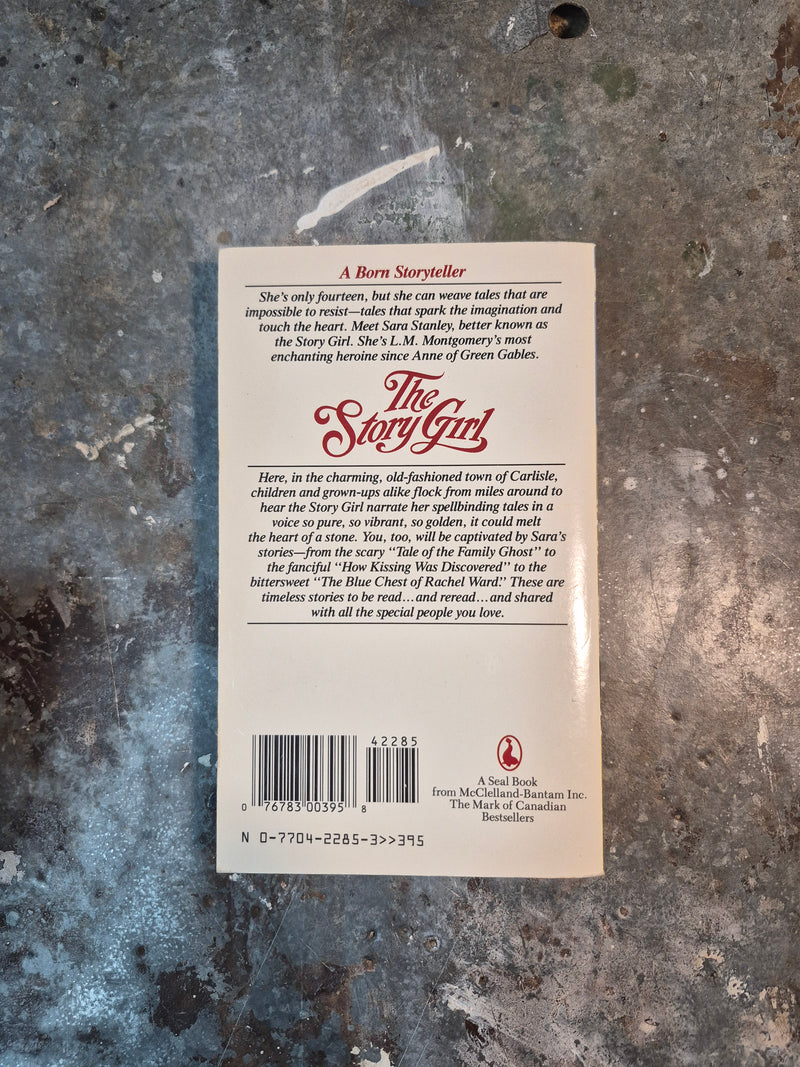 A Born Storyteller
She's only fourteen, but she can weave tales that are
impossible to resist—tales that spark the imagination and
touch the heart. Meet Sara Stanley, better known as
the Story Girl. She's L.M. Montgomery's most
enchanting heroine since Anne of Green Gables.
The
Story Girl
Here, in the charming, old-fashioned town of Carlisle,
children and grown-ups alike flock from miles around to
hear the Story Girl narrate her spellbinding tales in a
voice so pure, so vibrant, so golden, it could melt
the heart of a stone. You, too, will be captivated by Sara's
stories—from the scary "Tale of the Family Ghost" to
the fanciful "How Kissing Was Discovered" to the
bittersweet "The Blue Chest of Rachel Ward." These are
timeless stories to be read...and reread...and shared
with all the special people you love.
42285
0 76783 00395 8
N 0-7704-2285-3>>395
A Seal Book
from McClelland-Bantam Inc.
The Mark of Canadian
Bestsellers